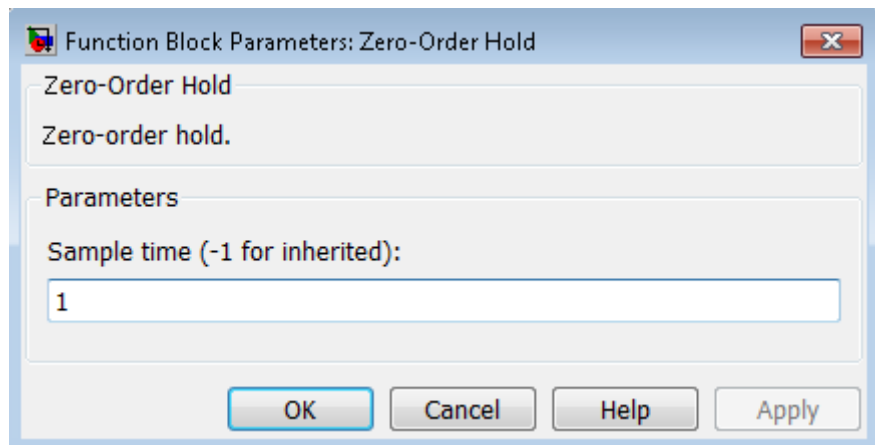 Function Block Parameters: Zero-Order Hold
Zero-Order Hold
Zero-order hold.
Parameters
Sample time (-1 for inherited):
1
OK Cancel Help Apply